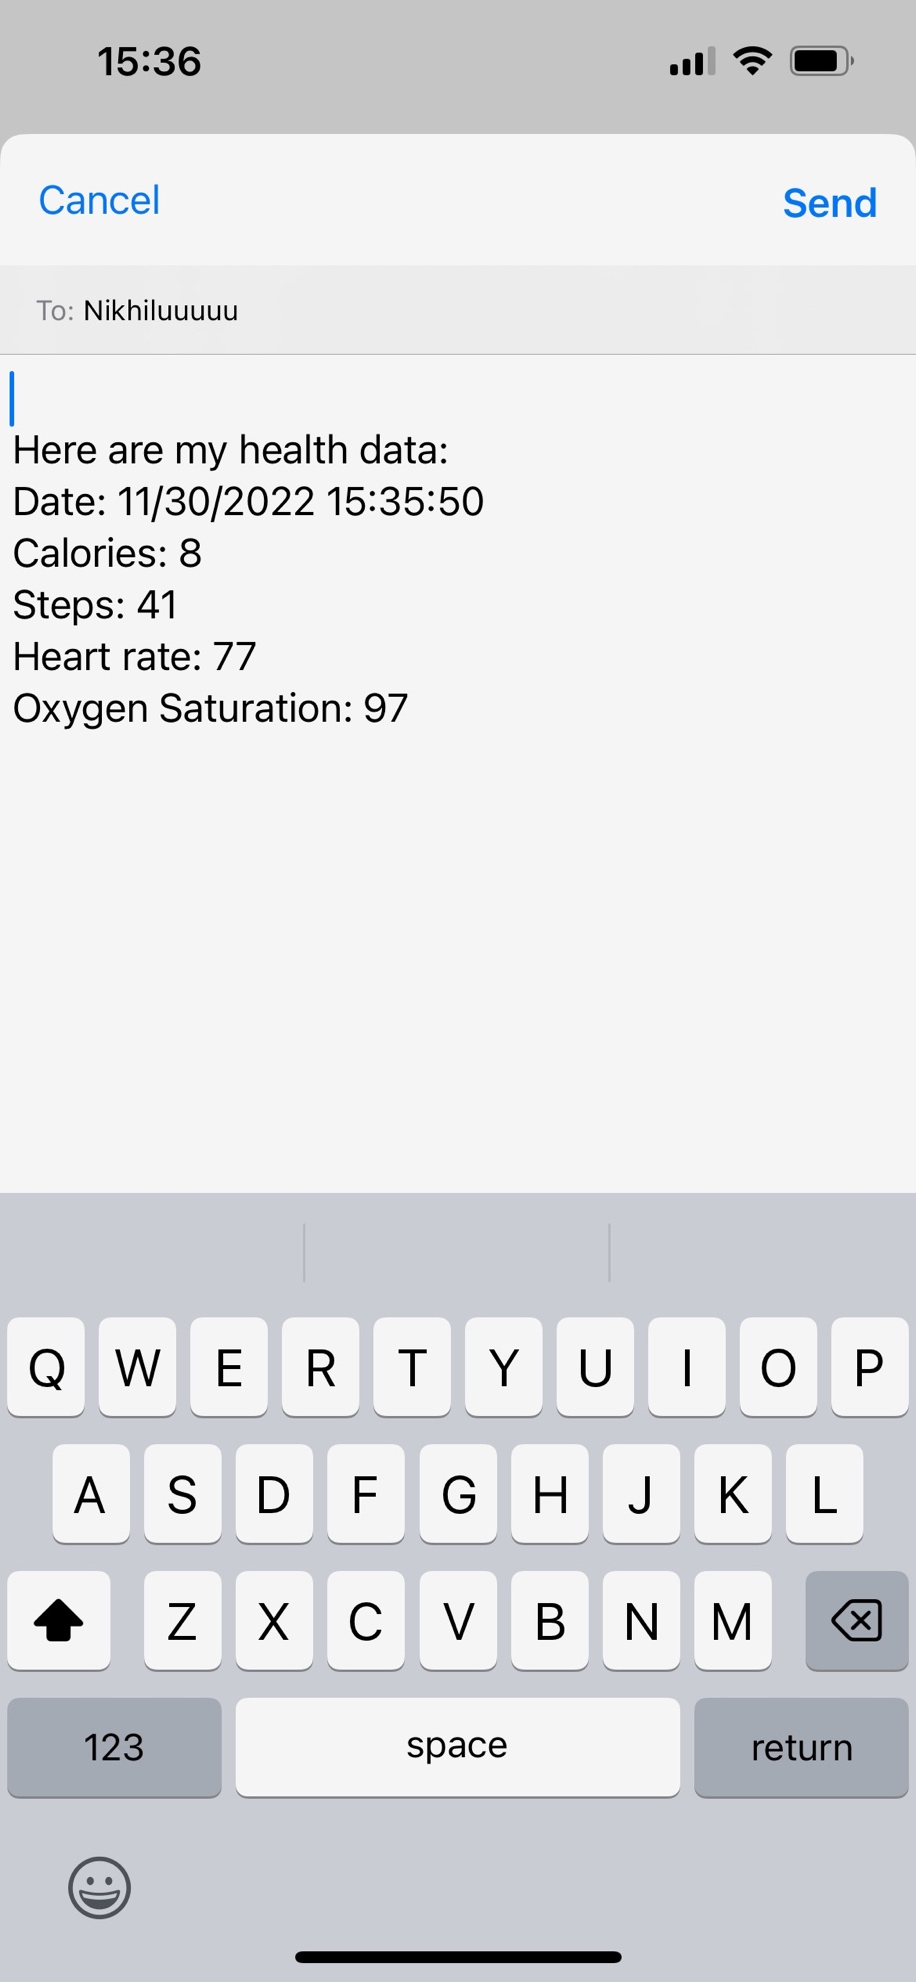 15:36
Cancel Send
To: Nikhiluuuuu
Here are my health data:
Date: 11/30/2022 15:35:50
Calories: 8
Steps: 41
Heart rate: 77
Oxygen Saturation: 97
Q W E R T Y U I O P
A S D F G H J K L
Z X C V B N M
123 space return